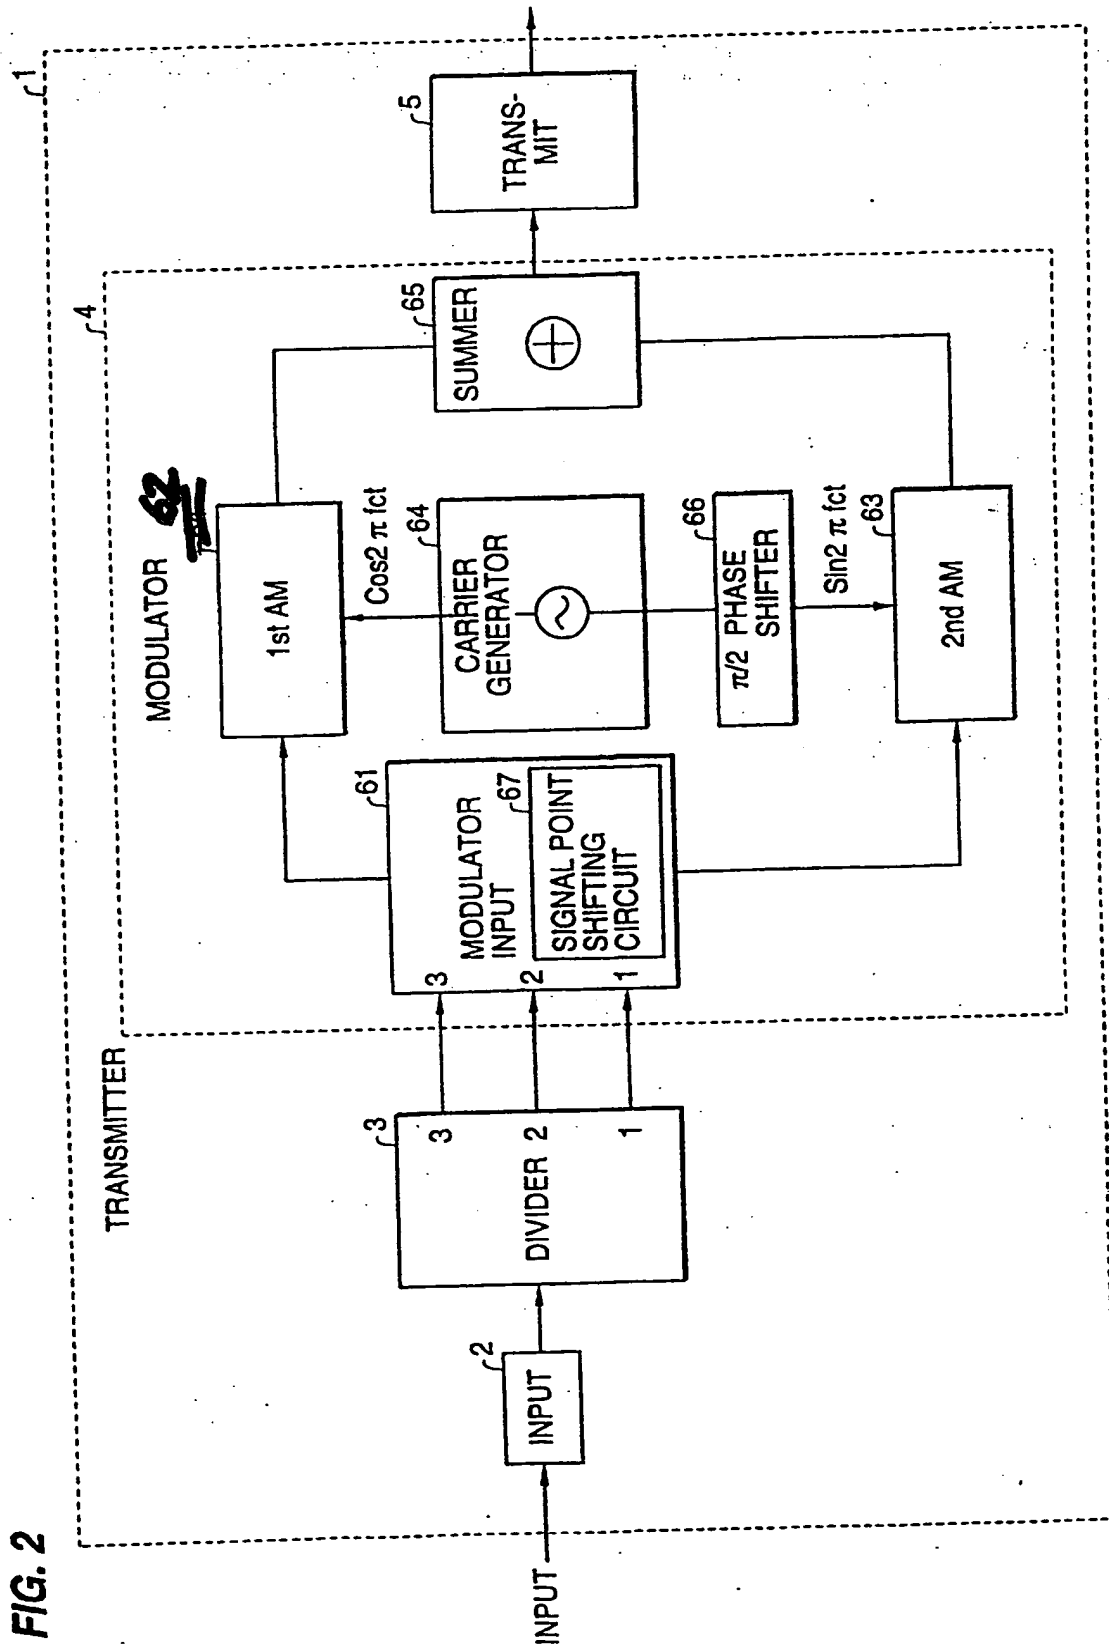 FIG. 2
1
TRANSMITTER
4
MODULATOR
62
1st AM
Cos2 π fct
INPUT
2
INPUT
3
DIVIDER
3
2
1
61
MODULATOR
INPUT
3
2
1
67
SIGNAL POINT
SHIFTING
CIRCUIT
64
CARRIER
GENERATOR
~
66
π/2 PHASE
SHIFTER
Sin2 π fct
63
2nd AM
65
SUMMER
+
5
TRANS-
MIT